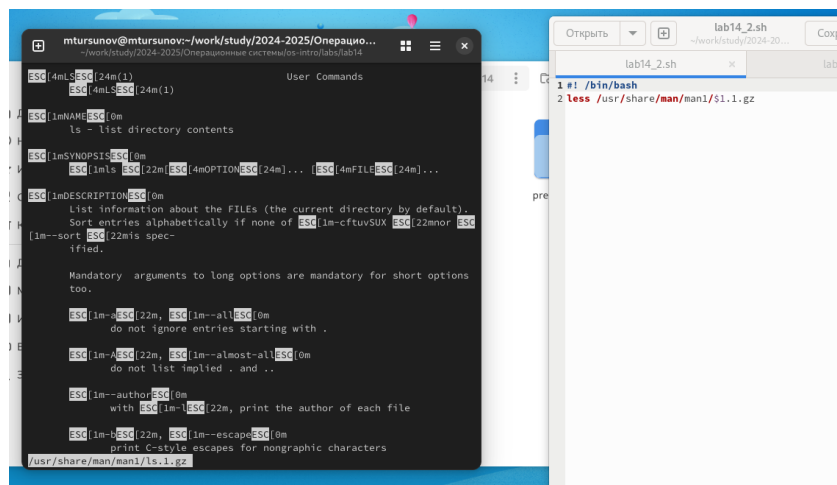 mtursunov@mtursunov:~/work/study/2024-2025/Операцио...
~/work/study/2024-2025/Операционные системы/os-intro/labs/lab14
ESC[4mLSESC[24m(1) User Commands
ESC[4mLSESC[24m(1)
ESC[1mNAMEESC[0m
ls - list directory contents
ESC[1mSYNOPSISESC[0m
ESC[1mls ESC[22m[ESC[4mOPTIONESC[24m]... [ESC[4mFILEESC[24m]...
ESC[1mDESCRIPTIONESC[0m
List information about the FILEs (the current directory by default).
Sort entries alphabetically if none of ESC[1m-cftuvSUX ESC[22mnor ESC
[1m--sort ESC[22mis spec-
ified.
Mandatory arguments to long options are mandatory for short options
too.
ESC[1m-aESC[22m, ESC[1m--allESC[0m
do not ignore entries starting with .
ESC[1m-AESC[22m, ESC[1m--almost-allESC[0m
do not list implied . and ..
ESC[1m--authorESC[0m
with ESC[1m-lESC[22m, print the author of each file
ESC[1m-bESC[22m, ESC[1m--escapeESC[0m
print C-style escapes for nongraphic characters
/usr/share/man/man1/ls.1.gz
14
pre
Открыть
lab14_2.sh
~/work/study/2024-20...
Сохр
lab14_2.sh
lab
1 #! /bin/bash
2 less /usr/share/man/man1/$1.1.gz